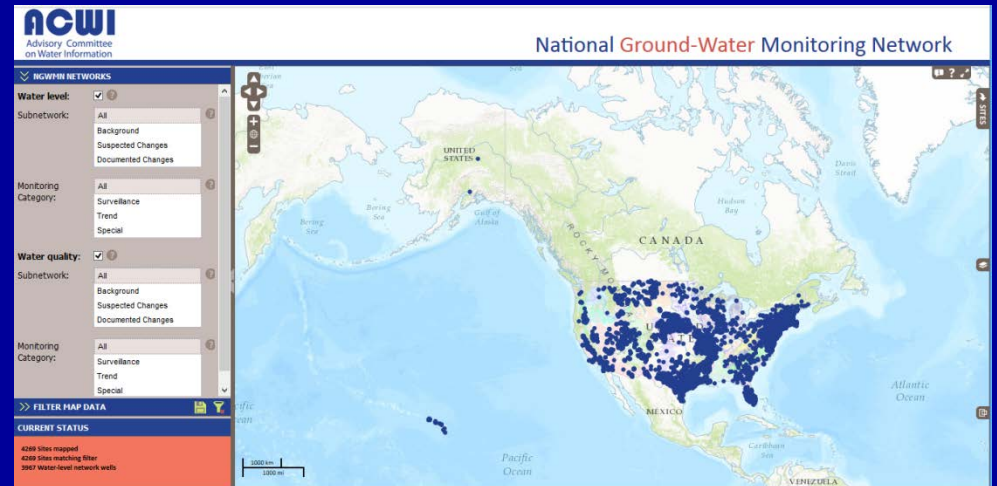 ACWI
Advisory Committee
on Water Information
National Ground-Water Monitoring Network
NGWMN NETWORKS
Water level:
Subnetwork:
All
Background
Suspected Changes
Documented Changes
Monitoring
Category:
All
Surveillance
Trend
Special
Water quality:
Subnetwork:
All
Background
Suspected Changes
Documented Changes
Monitoring
Category:
All
Surveillance
Trend
Special
FILTER MAP DATA
CURRENT STATUS
4269 Sites mapped
4269 Sites matching filter
3967 Water-level network wells
SITES
UNITED
STATES
Bering
Sea
Bering
Sea
Gulf of
Alaska
ROCKY MO
CANADA
Hudson
Bay
Davis
Strait
MEXICO
Atlantic
Ocean
Caribbean
Sea
Pacific
Ocean
VENEZUELA
1000 km
1000 mi